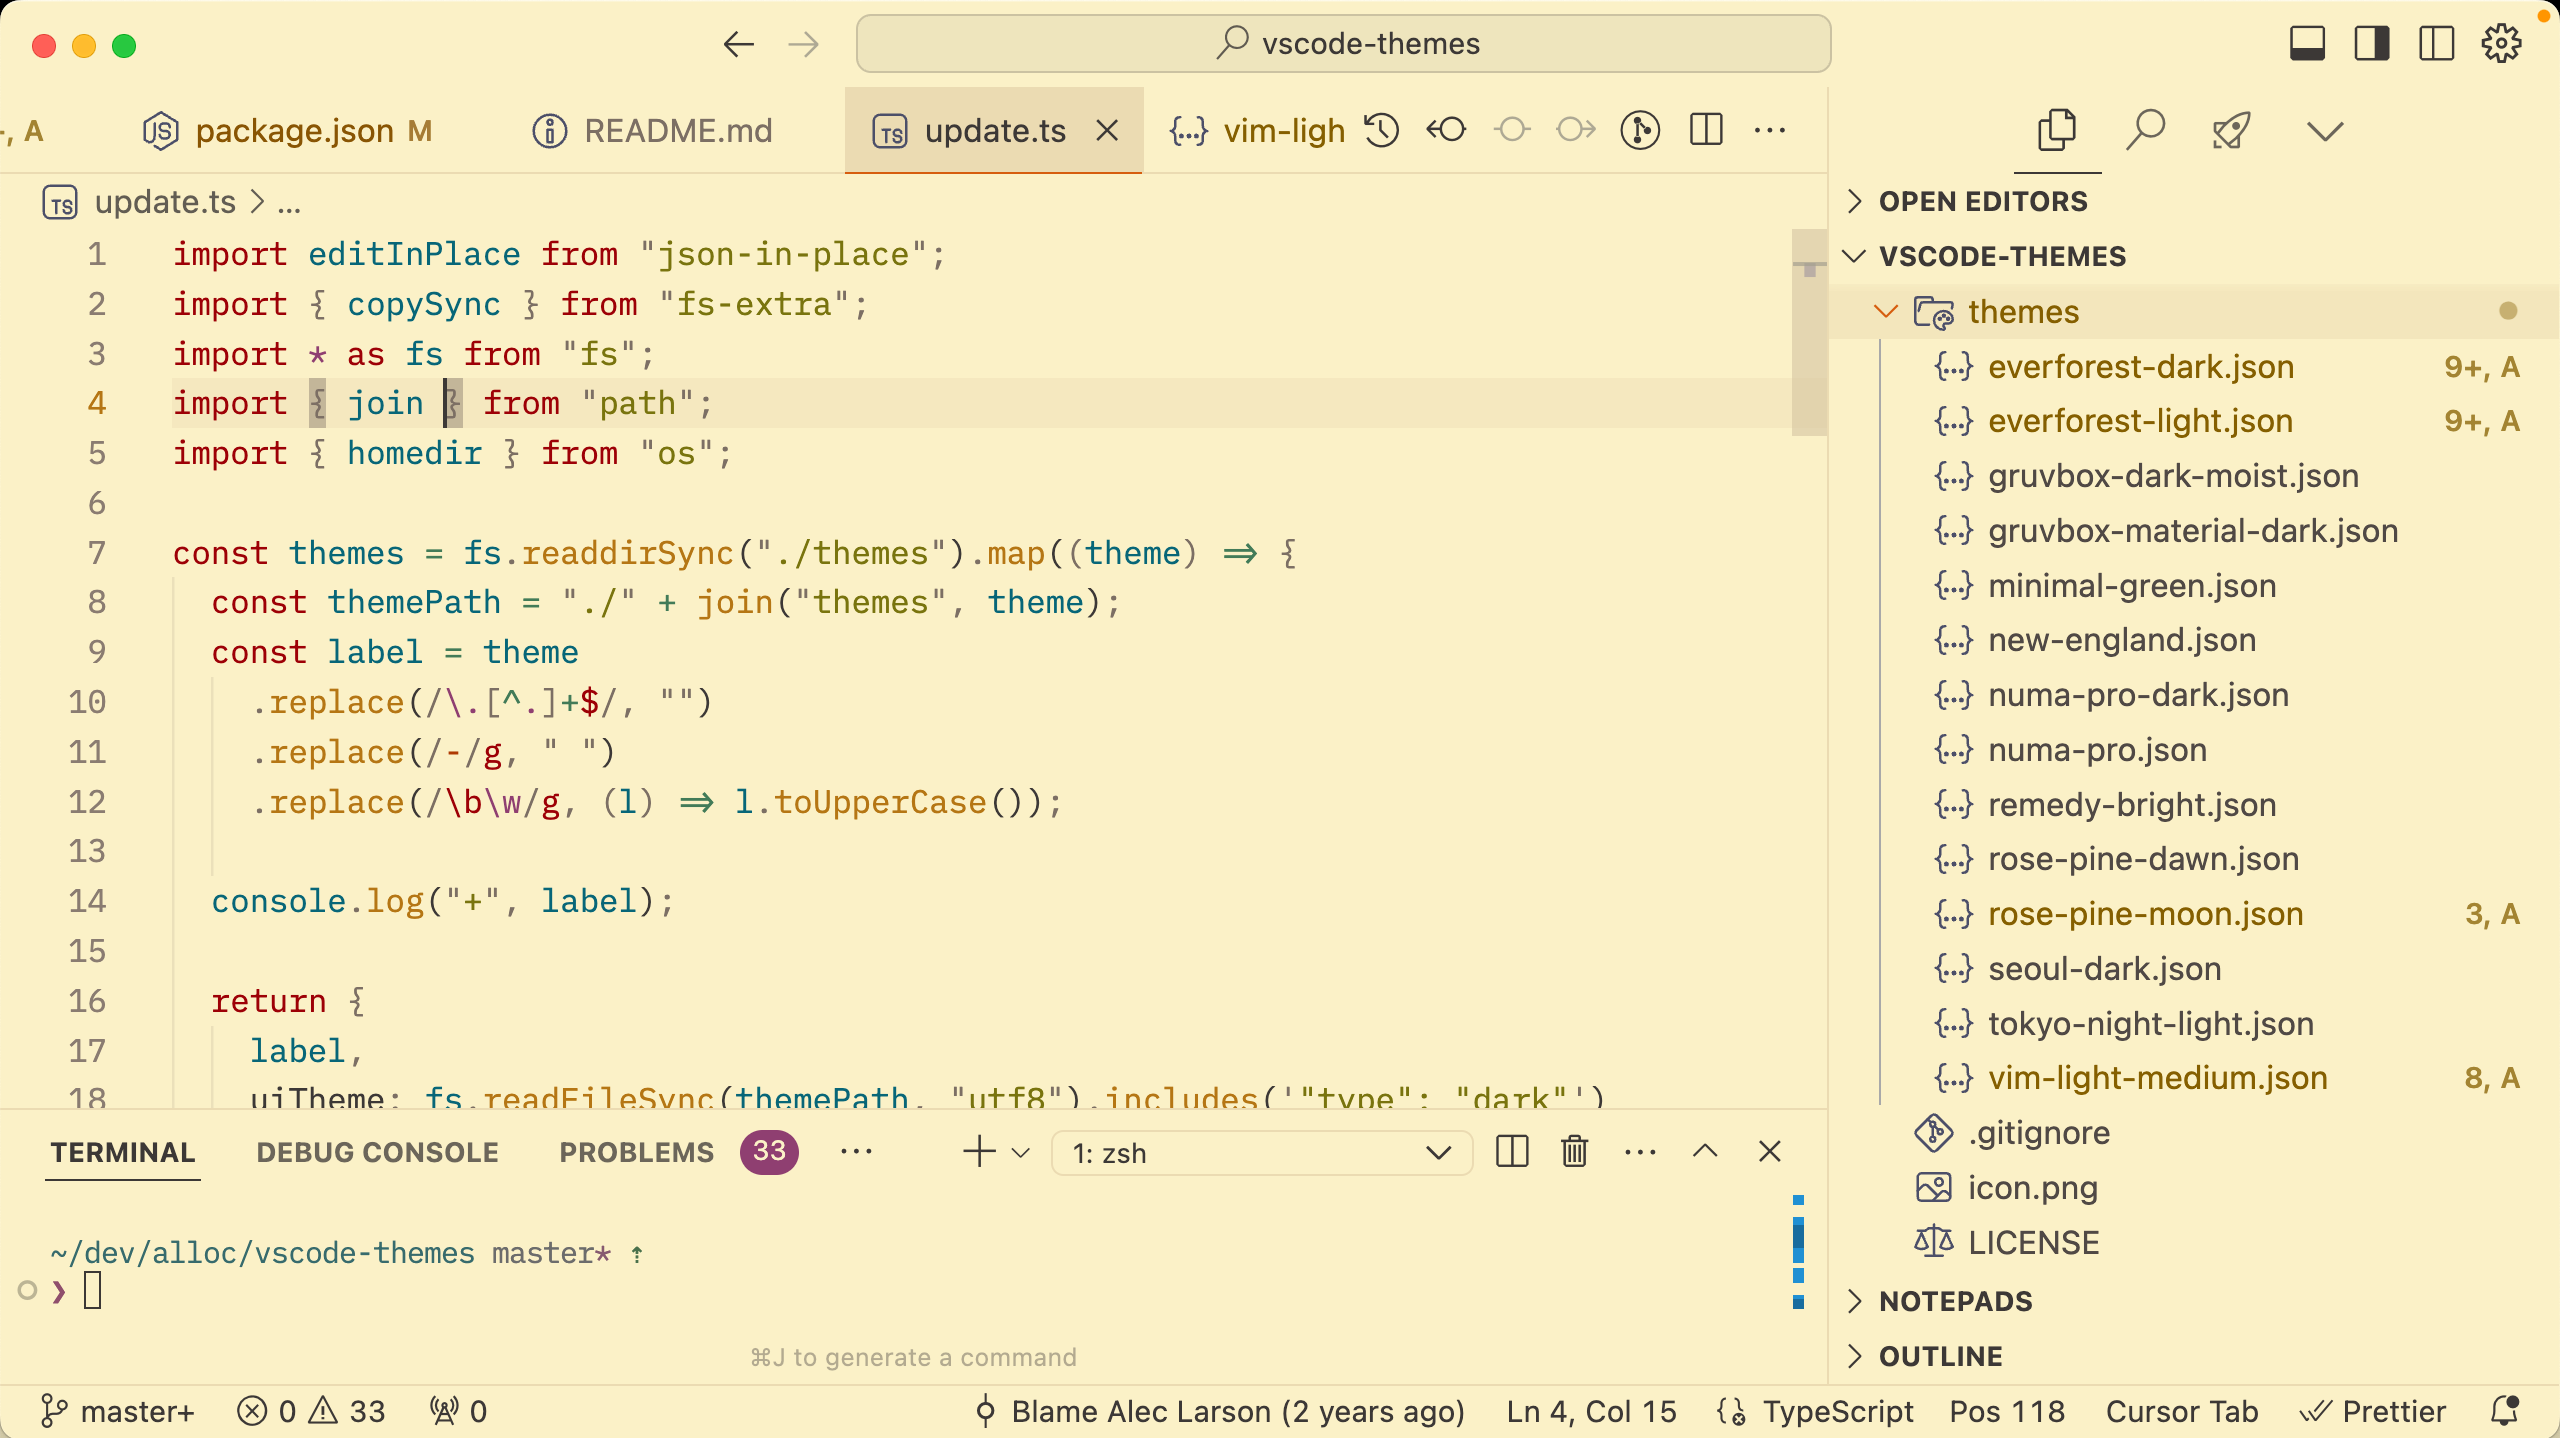 vscode-themes
-, A
package.json M
README.md
update.ts
vim-ligh
update.ts > ...
1 import editInPlace from "json-in-place";
2 import { copySync } from "fs-extra";
3 import * as fs from "fs";
4 import { join } from "path";
5 import { homedir } from "os";
6
7 const themes = fs.readdirSync("./themes").map((theme) => {
8 const themePath = "./" + join("themes", theme);
9 const label = theme
10 .replace(/\.[^.]+$/, "")
11 .replace(/-/g, " ")
12 .replace(/\b\w/g, (l) => l.toUpperCase());
13
14 console.log("+", label);
15
16 return {
17 label,
18 uiTheme: fs.readFileSync(themePath, "utf8").includes('"type": "dark"')
OPEN EDITORS
VSCODE-THEMES
themes
everforest-dark.json 9+, A
everforest-light.json 9+, A
gruvbox-dark-moist.json
gruvbox-material-dark.json
minimal-green.json
new-england.json
numa-pro-dark.json
numa-pro.json
remedy-bright.json
rose-pine-dawn.json
rose-pine-moon.json 3, A
seoul-dark.json
tokyo-night-light.json
vim-light-medium.json 8, A
.gitignore
icon.png
LICENSE
NOTEPADS
OUTLINE
TERMINAL DEBUG CONSOLE PROBLEMS 33 ...
1: zsh
~/dev/alloc/vscode-themes master* ⇡
❯
⌘J to generate a command
master+ 0 33 0
Blame Alec Larson (2 years ago) Ln 4, Col 15 TypeScript Pos 118 Cursor Tab Prettier